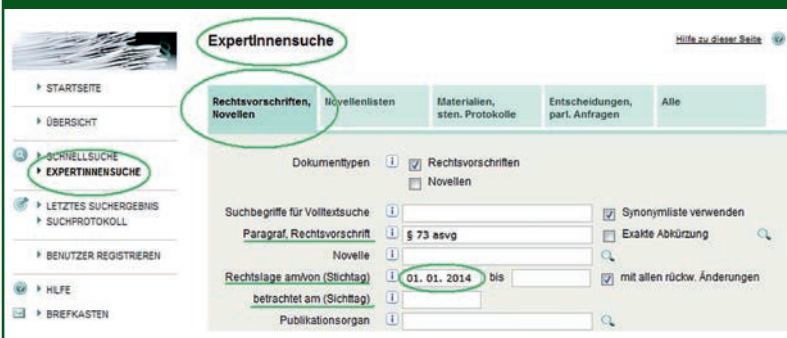 ExpertInnensuche
Hilfe zu dieser Seite
STARTSEITE
ÜBERSICHT
SCHNELLSUCHE
EXPERTINNENSUCHE
LETZTES SUCHERGEBNIS
SUCHPROTOKOLL
BENUTZER REGISTRIEREN
HILFE
BRIEFKASTEN
Rechtsvorschriften,
Novellen
Novellenlisten
Materialien,
sten. Protokolle
Entscheidungen,
parl. Anfragen
Alle
Dokumenttypen i Rechtsvorschriften
Novellen
Suchbegriffe für Volltextsuche i Synonymliste verwenden
Paragraf, Rechtsvorschrift i § 73 asvg Exakte Abkürzung
Novelle i
Rechtslage am/von (Stichtag) i 01. 01. 2014 bis mit allen rückw. Änderungen
betrachtet am (Sichttag) i
Publikationsorgan i